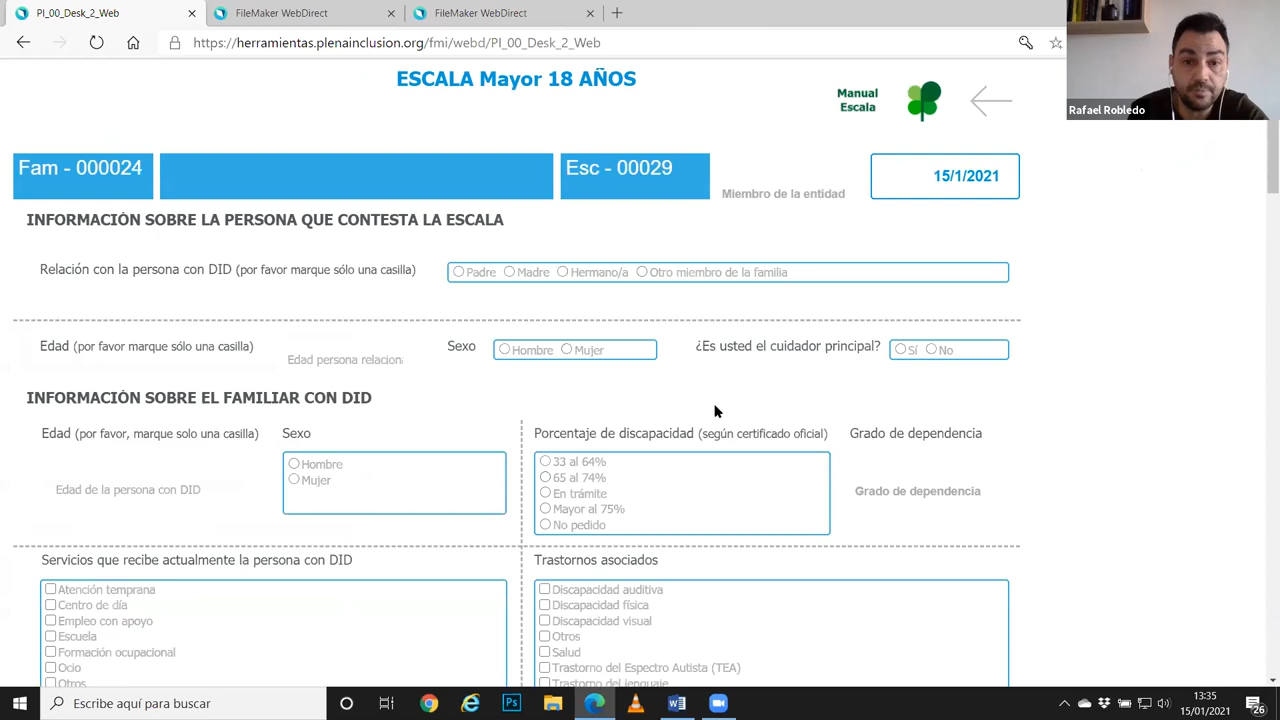 PI_00_Desk_2_Web
FileMaker WebDirect
FileMaker WebDirect
https://herramientas.plenainclusion.org/fmi/webd/PI_00_Desk_2_Web
Rafael Robledo
ESCALA Mayor 18 AÑOS
Manual
Escala
Fam - 000024
Esc - 00029
Miembro de la entidad
15/1/2021
INFORMACIÓN SOBRE LA PERSONA QUE CONTESTA LA ESCALA
Relación con la persona con DID (por favor marque sólo una casilla)
Padre Madre Hermano/a Otro miembro de la familia
Edad (por favor marque sólo una casilla)
Edad persona relacion
Sexo
Hombre Mujer
¿Es usted el cuidador principal?
Sí No
INFORMACIÓN SOBRE EL FAMILIAR CON DID
Edad (por favor, marque solo una casilla)
Edad de la persona con DID
Sexo
Hombre
Mujer
Porcentaje de discapacidad (según certificado oficial)
33 al 64%
65 al 74%
En trámite
Mayor al 75%
No pedido
Grado de dependencia
Grado de dependencia
Servicios que recibe actualmente la persona con DID
Atención temprana
Centro de día
Empleo con apoyo
Escuela
Formación ocupacional
Ocio
Otros
Trastornos asociados
Discapacidad auditiva
Discapacidad física
Discapacidad visual
Otros
Salud
Trastorno del Espectro Autista (TEA)
Trastorno del lenguaje
Escribe aquí para buscar
13:35
15/01/2021
26